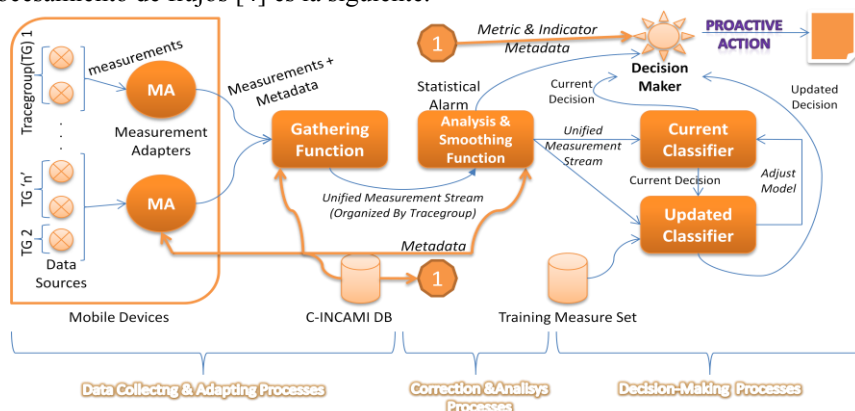 procesamiento de flujos [4] es la siguiente:
Tracegroup(TG) 1
TG 'n'
TG 2
measurements
MA
Measurement
Adapters
MA
Data
Sources
Mobile Devices
Measurements +
Metadata
Gathering
Function
Unified Measurement Stream
(Organized By Tracegroup)
Metadata
C-INCAMI DB
1
1
Metric & Indicator
Metadata
Statistical
Alarm
Analysis &
Smoothing
Function
Decision
Maker
PROACTIVE
ACTION
Current
Decision
Updated
Decision
Unified
Measurement
Stream
Current
Classifier
Current Decision
Adjust
Model
Updated
Classifier
Training Measure Set
Data Collectng & Adapting Processes
Correction &Analisys
Processes
Decision-Making Processes